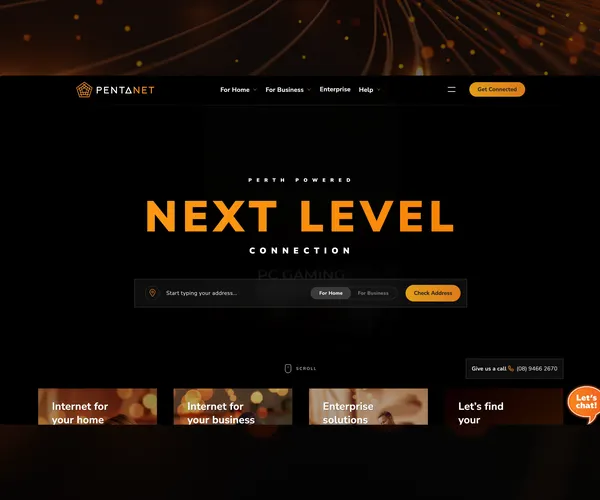 PENTANET
For Home
For Business
Enterprise
Help
Get Connected
PERTH POWERED
NEXT LEVEL
CONNECTION
PC GAMING
Start typing your address...
For Home
For Business
Check Address
SCROLL
Give us a call (08) 9466 2670
Internet for
your home
Internet for
your business
Enterprise
solutions
Let's find
your
Let's
chat!